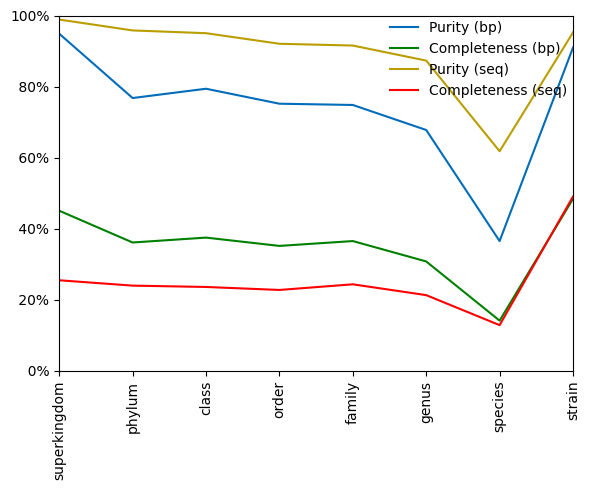 100%
80%
60%
40%
20%
0%
Purity (bp)
Completeness (bp)
Purity (seq)
Completeness (seq)
superkingdom
phylum
class
order
family
genus
species
strain